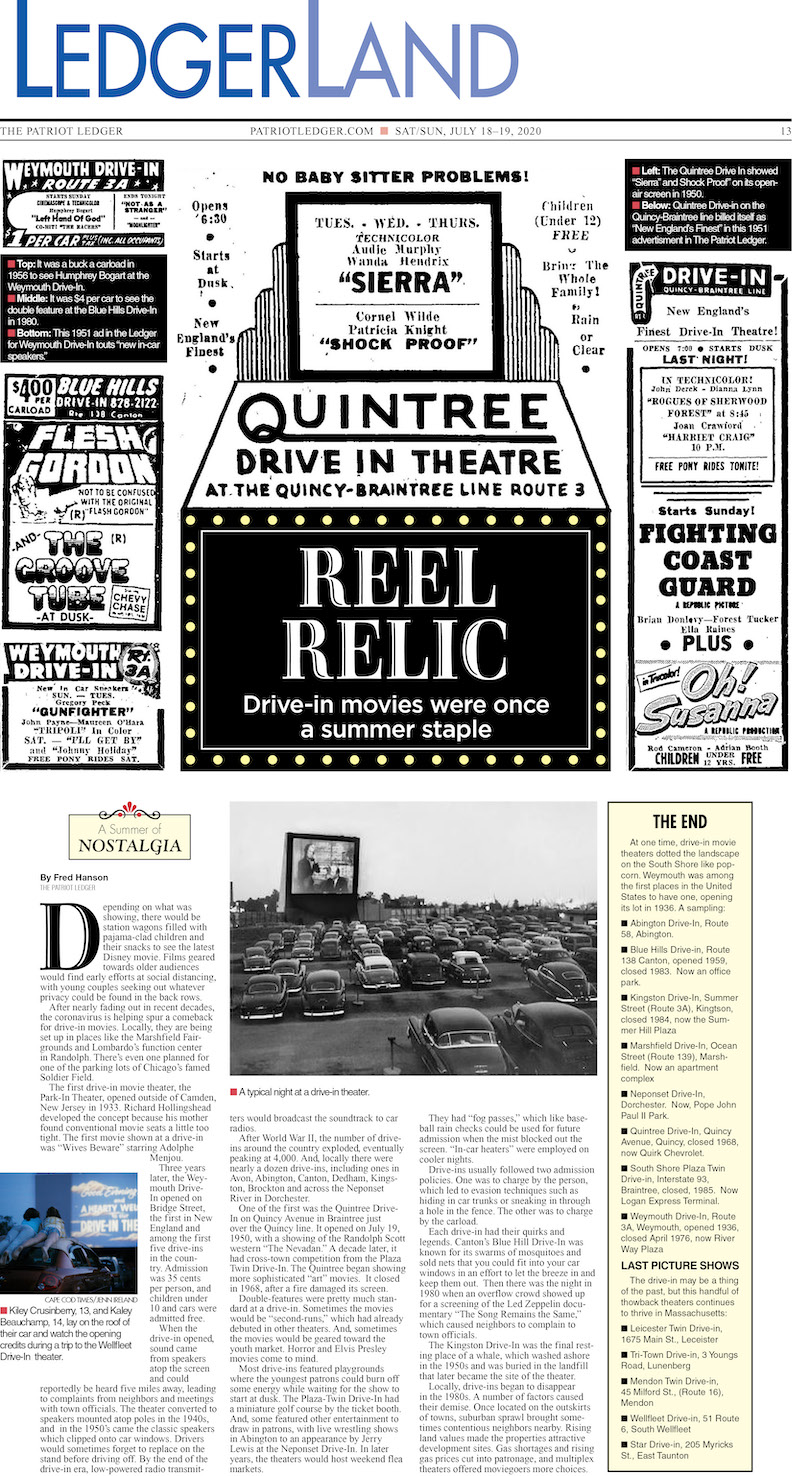 LEDGERLAND
THE PATRIOT LEDGER
PATRIOTLEDGER.COM ■ SAT/SUN, JULY 18–19, 2020
13
WEYMOUTH DRIVE-IN
ROUTE 3A
STARTS SUNDAY
CINEMASCOPE & TECHNICOLOR
Humphrey Bogart
"Left Hand Of God"
CO-HIT! "THE RACERS"
ENDS TONIGHT
"NOT AS A
STRANGER"
—and—
"MOONLIGHTER"
$1 PER CAR PLUS TAX (INC. ALL OCCUPANTS)
■ Top: It was a buck a carload in
1956 to see Humphrey Bogart at the
Weymouth Drive-In.
■ Middle: It was $4 per car to see the
double feature at the Blue Hills Drive-In
in 1980.
■ Bottom: This 1951 ad in the Ledger
for Weymouth Drive-In touts "new in-car
speakers."
$4.00
PER
CARLOAD
BLUE HILLS
DRIVE-IN 828-2122
Rte 138 Canton
FLESH
GORDON
NOT TO BE CONFUSED
WITH THE ORIGINAL
(R) "FLASH GORDON"
-AND-
THE (R)
GROOVE
TUBE
CHEVY
CHASE
-AT DUSK-
WEYMOUTH
DRIVE-IN
Rt.
3A
New In Car Speakers
SUN. — TUES.
Gregory Peck
"GUNFIGHTER"
John Payne—Maureen O'Hara
"TRIPOLI" In Color
SAT. — "I'LL GET BY"
and "Johnny Holiday"
FREE PONY RIDES SAT.
NO BABY SITTER PROBLEMS!
Opens
6:30
Starts
at
Dusk
New
England's
Finest
TUES. - WED. - THURS.
TECHNICOLOR
Audie Murphy
Wanda Hendrix
"SIERRA"
Cornel Wilde
Patricia Knight
"SHOCK PROOF"
Children
(Under 12)
FREE
Bring The
Whole
Family!
Rain
or
Clear
QUINTREE
DRIVE IN THEATRE
AT THE QUINCY-BRAINTREE LINE ROUTE 3
REEL
RELIC
Drive-in movies were once
a summer staple
■ Left: The Quintree Drive In showed
"Sierra" and Shock Proof" on its open-
air screen in 1950.
■ Below: Quintree Drive-in on the
Quincy-Braintree line billed itself as
"New England's Finest" in this 1951
advertisment in The Patriot Ledger.
QUINTREE
DRIVE-IN
QUINCY-BRAINTREE LINE
RT 3
New England's
Finest Drive-In Theatre!
OPENS 7:00 ● STARTS DUSK
LAST NIGHT!
IN TECHNICOLOR!
John Derek - Dianna Lynn
"ROGUES OF SHERWOOD
FOREST" at 8:45
Joan Crawford
"HARRIET CRAIG"
10 P.M.
FREE PONY RIDES TONITE!
Starts Sunday!
FIGHTING
COAST
GUARD
A REPUBLIC PICTURE
Brian Donlevy—Forest Tucker
Ella Raines
● PLUS ●
in Trucolor!
Oh!
Susanna
A REPUBLIC PRODUCTION
Rod Cameron - Adrian Booth
CHILDREN UNDER 12 YRS. FREE
A Summer of
NOSTALGIA
By Fred Hanson
THE PATRIOT LEDGER
Depending on what was
showing, there would be
station wagons filled with
pajama-clad children and
their snacks to see the latest
Disney movie. Films geared
towards older audiences
would find early efforts at social distancing,
with young couples seeking out whatever
privacy could be found in the back rows.
After nearly fading out in recent decades,
the coronavirus is helping spur a comeback
for drive-in movies. Locally, they are being
set up in places like the Marshfield Fair-
grounds and Lombardo's function center
in Randolph. There's even one planned for
one of the parking lots of Chicago's famed
Soldier Field.
The first drive-in movie theater, the
Park-In Theater, opened outside of Camden,
New Jersey in 1933. Richard Hollingshead
developed the concept because his mother
found conventional movie seats a little too
tight. The first movie shown at a drive-in
was "Wives Beware" starring Adolphe
Menjou.
Three years
later, the Wey-
mouth Drive-
In opened on
Bridge Street,
the first in New
England and
among the first
five drive-ins
in the coun-
try. Admission
was 35 cents
per person, and
children under
10 and cars were
admitted free.
When the
drive-in opened,
sound came
from speakers
atop the screen
and could
reportedly be heard five miles away, leading
to complaints from neighbors and meetings
with town officials. The theater converted to
speakers mounted atop poles in the 1940s,
and in the 1950's came the classic speakers
which clipped onto car windows. Drivers
would sometimes forget to replace on the
stand before driving off. By the end of the
drive-in era, low-powered radio transmit-
CAPE COD TIMES/JENN IRELAND
■ Kiley Crusinberry, 13, and Kaley
Beauchamp, 14, lay on the roof of
their car and watch the opening
credits during a trip to the Wellfleet
Drive-In theater.
■ A typical night at a drive-in theater.
ters would broadcast the soundtrack to car
radios.
After World War II, the number of drive-
ins around the country exploded, eventually
peaking at 4,000. And, locally there were
nearly a dozen drive-ins, including ones in
Avon, Abington, Canton, Dedham, Kings-
ton, Brockton and across the Neponset
River in Dorchester.
One of the first was the Quintree Drive-
In on Quincy Avenue in Braintree just
over the Quincy line. It opened on July 19,
1950, with a showing of the Randolph Scott
western "The Nevadan." A decade later, it
had cross-town competition from the Plaza
Twin Drive-In. The Quintree began showing
more sophisticated "art" movies. It closed
in 1968, after a fire damaged its screen.
Double-features were pretty much stan-
dard at a drive-in. Sometimes the movies
would be "second-runs," which had already
debuted in other theaters. And, sometimes
the movies would be geared toward the
youth market. Horror and Elvis Presley
movies come to mind.
Most drive-ins featured playgrounds
where the youngest patrons could burn off
some energy while waiting for the show to
start at dusk. The Plaza-Twin Drive-In had
a miniature golf course by the ticket booth.
And, some featured other entertainment to
draw in patrons, with live wrestling shows
in Abington to an appearance by Jerry
Lewis at the Neponset Drive-In. In later
years, the theaters would host weekend flea
markets.
They had "fog passes," which like base-
ball rain checks could be used for future
admission when the mist blocked out the
screen. "In-car heaters" were employed on
cooler nights.
Drive-ins usually followed two admission
policies. One was to charge by the person,
which led to evasion techniques such as
hiding in car trunks or sneaking in through
a hole in the fence. The other was to charge
by the carload.
Each drive-in had their quirks and
legends. Canton's Blue Hill Drive-In was
known for its swarms of mosquitoes and
sold nets that you could fit into your car
windows in an effort to let the breeze in and
keep them out. Then there was the night in
1980 when an overflow crowd showed up
for a screening of the Led Zeppelin docu-
mentary "The Song Remains the Same,"
which caused neighbors to complain to
town officials.
The Kingston Drive-In was the final rest-
ing place of a whale, which washed ashore
in the 1950s and was buried in the landfill
that later became the site of the theater.
Locally, drive-ins began to disappear
in the 1980s. A number of factors caused
their demise. Once located on the outskirts
of towns, suburban sprawl brought some-
times contentious neighbors nearby. Rising
land values made the properties attractive
development sites. Gas shortages and rising
gas prices cut into patronage, and multiplex
theaters offered moviegoers more choices.
THE END
At one time, drive-in movie
theaters dotted the landscape
on the South Shore like pop-
corn. Weymouth was among
the first places in the United
States to have one, opening
its lot in 1936. A sampling:
■ Abington Drive-In, Route
58, Abington.
■ Blue Hills Drive-in, Route
138 Canton, opened 1959,
closed 1983. Now an office
park.
■ Kingston Drive-In, Summer
Street (Route 3A), Kingtson,
closed 1984, now the Sum-
mer Hill Plaza
■ Marshfield Drive-In, Ocean
Street (Route 139), Marsh-
field. Now an apartment
complex
■ Neponset Drive-In,
Dorchester. Now, Pope John
Paul II Park.
■ Quintree Drive-In, Quincy
Avenue, Quincy, closed 1968,
now Quirk Chevrolet.
■ South Shore Plaza Twin
Drive-in, Interstate 93,
Braintree, closed, 1985. Now
Logan Express Terminal.
■ Weymouth Drive-In, Route
3A, Weymouth, opened 1936,
closed April 1976, now River
Way Plaza
LAST PICTURE SHOWS
The drive-in may be a thing
of the past, but this handful of
thowback theaters continues
to thrive in Massachusetts:
■ Leicester Twin Drive-in,
1675 Main St., Leceister
■ Tri-Town Drive-in, 3 Youngs
Road, Lunenberg
■ Mendon Twin Drive-in,
45 Milford St., (Route 16),
Mendon
■ Wellfleet Drive-in, 51 Route
6, South Wellfleet
■ Star Drive-in, 205 Myricks
St., East Taunton